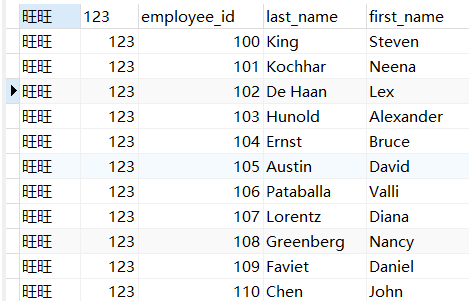 旺旺 123 employee_id last_name first_name
旺旺 123 100 King Steven
旺旺 123 101 Kochhar Neena
旺旺 123 102 De Haan Lex
旺旺 123 103 Hunold Alexander
旺旺 123 104 Ernst Bruce
旺旺 123 105 Austin David
旺旺 123 106 Pataballa Valli
旺旺 123 107 Lorentz Diana
旺旺 123 108 Greenberg Nancy
旺旺 123 109 Faviet Daniel
旺旺 123 110 Chen John